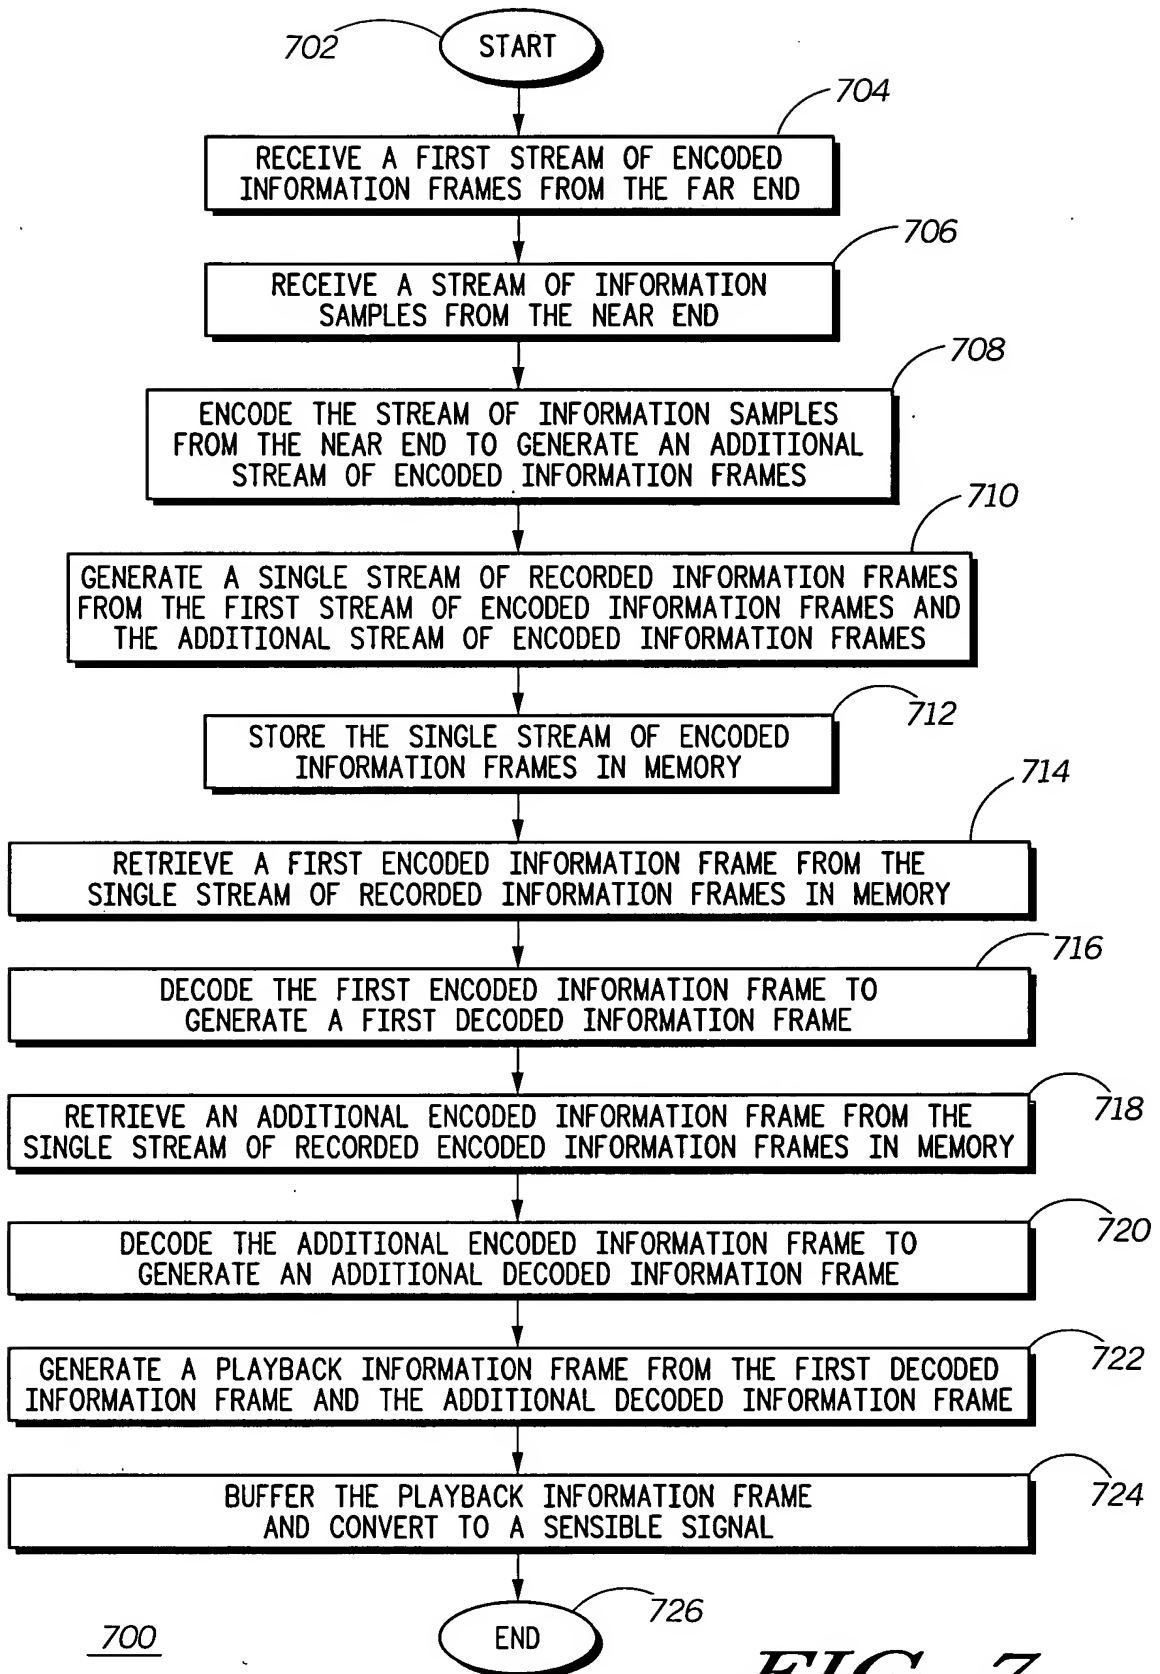 702
START
704
RECEIVE A FIRST STREAM OF ENCODED
INFORMATION FRAMES FROM THE FAR END
706
RECEIVE A STREAM OF INFORMATION
SAMPLES FROM THE NEAR END
708
ENCODE THE STREAM OF INFORMATION SAMPLES
FROM THE NEAR END TO GENERATE AN ADDITIONAL
STREAM OF ENCODED INFORMATION FRAMES
710
GENERATE A SINGLE STREAM OF RECORDED INFORMATION FRAMES
FROM THE FIRST STREAM OF ENCODED INFORMATION FRAMES AND
THE ADDITIONAL STREAM OF ENCODED INFORMATION FRAMES
712
STORE THE SINGLE STREAM OF ENCODED
INFORMATION FRAMES IN MEMORY
714
RETRIEVE A FIRST ENCODED INFORMATION FRAME FROM THE
SINGLE STREAM OF RECORDED INFORMATION FRAMES IN MEMORY
716
DECODE THE FIRST ENCODED INFORMATION FRAME TO
GENERATE A FIRST DECODED INFORMATION FRAME
718
RETRIEVE AN ADDITIONAL ENCODED INFORMATION FRAME FROM THE
SINGLE STREAM OF RECORDED ENCODED INFORMATION FRAMES IN MEMORY
720
DECODE THE ADDITIONAL ENCODED INFORMATION FRAME TO
GENERATE AN ADDITIONAL DECODED INFORMATION FRAME
722
GENERATE A PLAYBACK INFORMATION FRAME FROM THE FIRST DECODED
INFORMATION FRAME AND THE ADDITIONAL DECODED INFORMATION FRAME
724
BUFFER THE PLAYBACK INFORMATION FRAME
AND CONVERT TO A SENSIBLE SIGNAL
726
END
700
FIG. 7